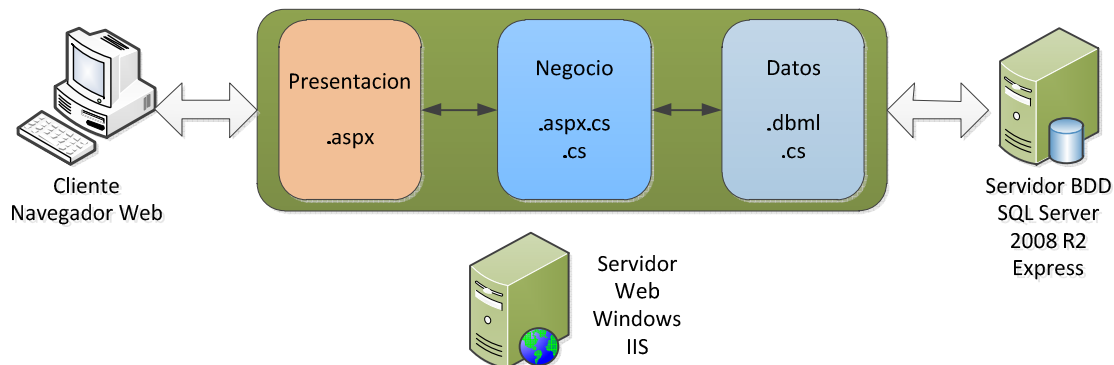 Presentacion
.aspx
Negocio
.aspx.cs
.cs
Datos
.dbml
.cs
Cliente
Navegador Web
Servidor BDD
SQL Server
2008 R2
Express
Servidor
Web
Windows
IIS